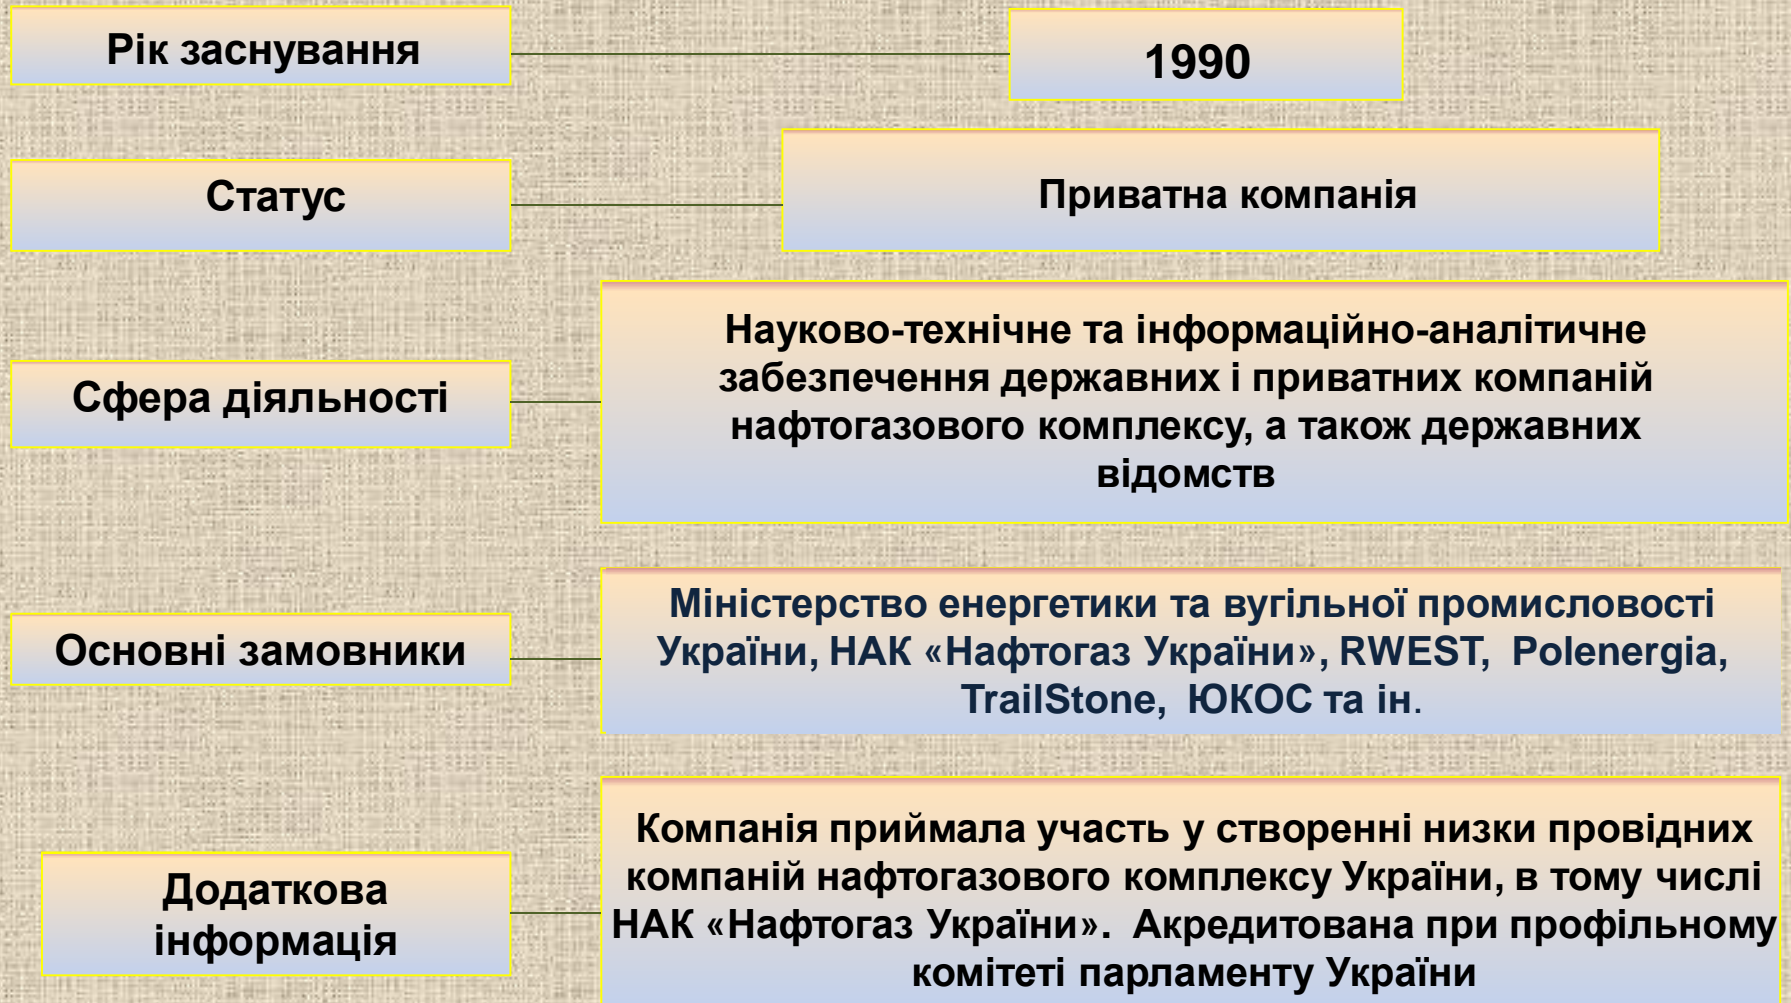 Рік заснування
1990
Статус
Приватна компанія
Сфера діяльності
Науково-технічне та інформаційно-аналітичне
забезпечення державних і приватних компаній
нафтогазового комплексу, а також державних
відомств
Основні замовники
Міністерство енергетики та вугільної промисловості
України, НАК «Нафтогаз України», RWEST, Polenergia,
TrailStone, ЮКОС та ін.
Додаткова
інформація
Компанія приймала участь у створенні низки провідних
компаній нафтогазового комплексу України, в тому числі
НАК «Нафтогаз України». Акредитована при профільному
комітеті парламенту України